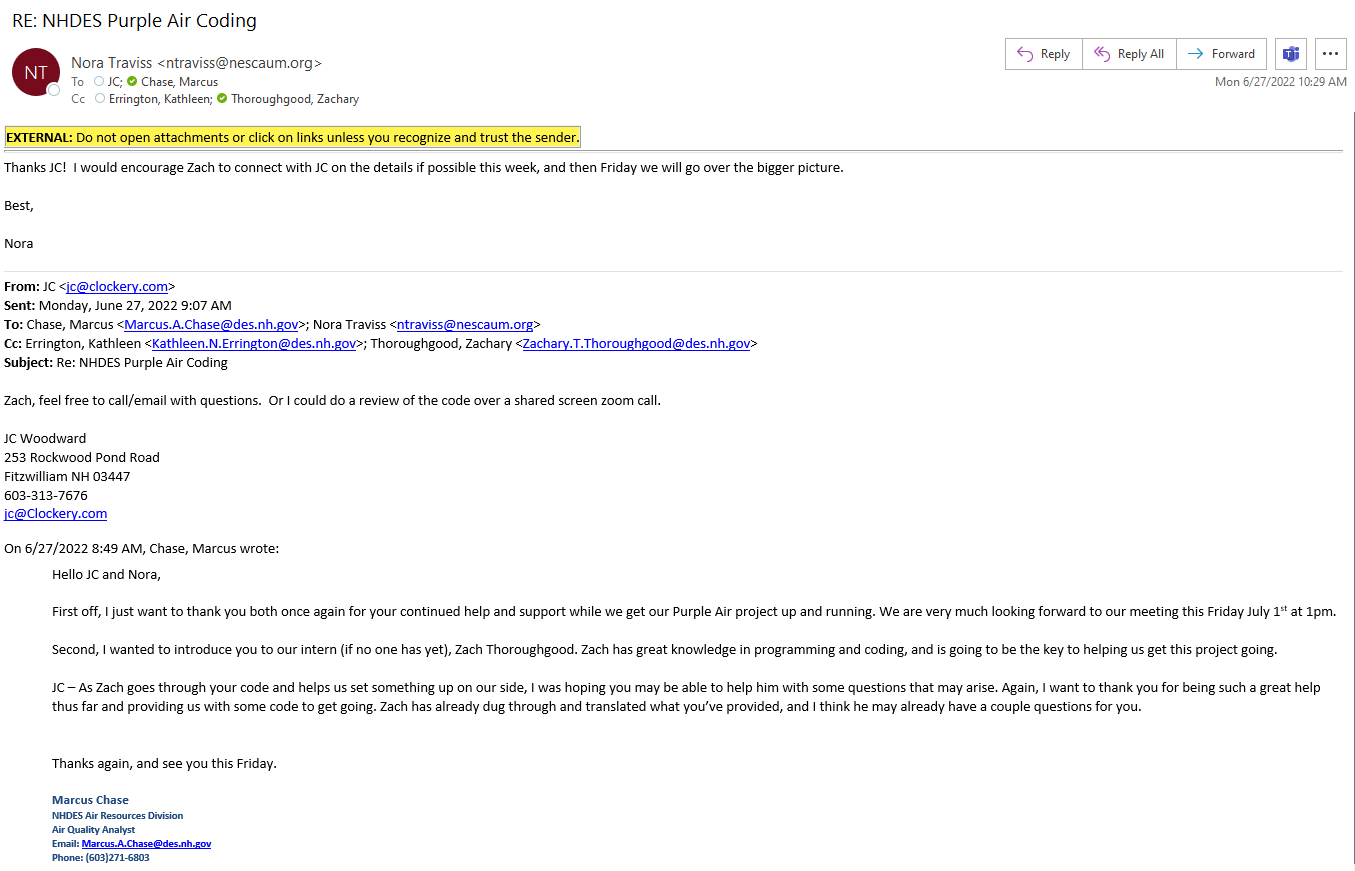 RE: NHDES Purple Air Coding
NT
Nora Traviss <ntraviss@nescaum.org>
To JC; Chase, Marcus
Cc Errington, Kathleen; Thoroughgood, Zachary
Reply
Reply All
Forward
Mon 6/27/2022 10:29 AM
EXTERNAL: Do not open attachments or click on links unless you recognize and trust the sender.
Thanks JC!  I would encourage Zach to connect with JC on the details if possible this week, and then Friday we will go over the bigger picture.
Best,
Nora
From: JC <jc@clockery.com>
Sent: Monday, June 27, 2022 9:07 AM
To: Chase, Marcus <Marcus.A.Chase@des.nh.gov>; Nora Traviss <ntraviss@nescaum.org>
Cc: Errington, Kathleen <Kathleen.N.Errington@des.nh.gov>; Thoroughgood, Zachary <Zachary.T.Thoroughgood@des.nh.gov>
Subject: Re: NHDES Purple Air Coding
Zach, feel free to call/email with questions.  Or I could do a review of the code over a shared screen zoom call.
JC Woodward
253 Rockwood Pond Road
Fitzwilliam NH 03447
603-313-7676
jc@Clockery.com
On 6/27/2022 8:49 AM, Chase, Marcus wrote:
Hello JC and Nora,
First off, I just want to thank you both once again for your continued help and support while we get our Purple Air project up and running. We are very much looking forward to our meeting this Friday July 1st at 1pm.
Second, I wanted to introduce you to our intern (if no one has yet), Zach Thoroughgood. Zach has great knowledge in programming and coding, and is going to be the key to helping us get this project going.
JC – As Zach goes through your code and helps us set something up on our side, I was hoping you may be able to help him with some questions that may arise. Again, I want to thank you for being such a great help
thus far and providing us with some code to get going. Zach has already dug through and translated what you've provided, and I think he may already have a couple questions for you.
Thanks again, and see you this Friday.
Marcus Chase
NHDES Air Resources Division
Air Quality Analyst
Email: Marcus.A.Chase@des.nh.gov
Phone: (603)271-6803